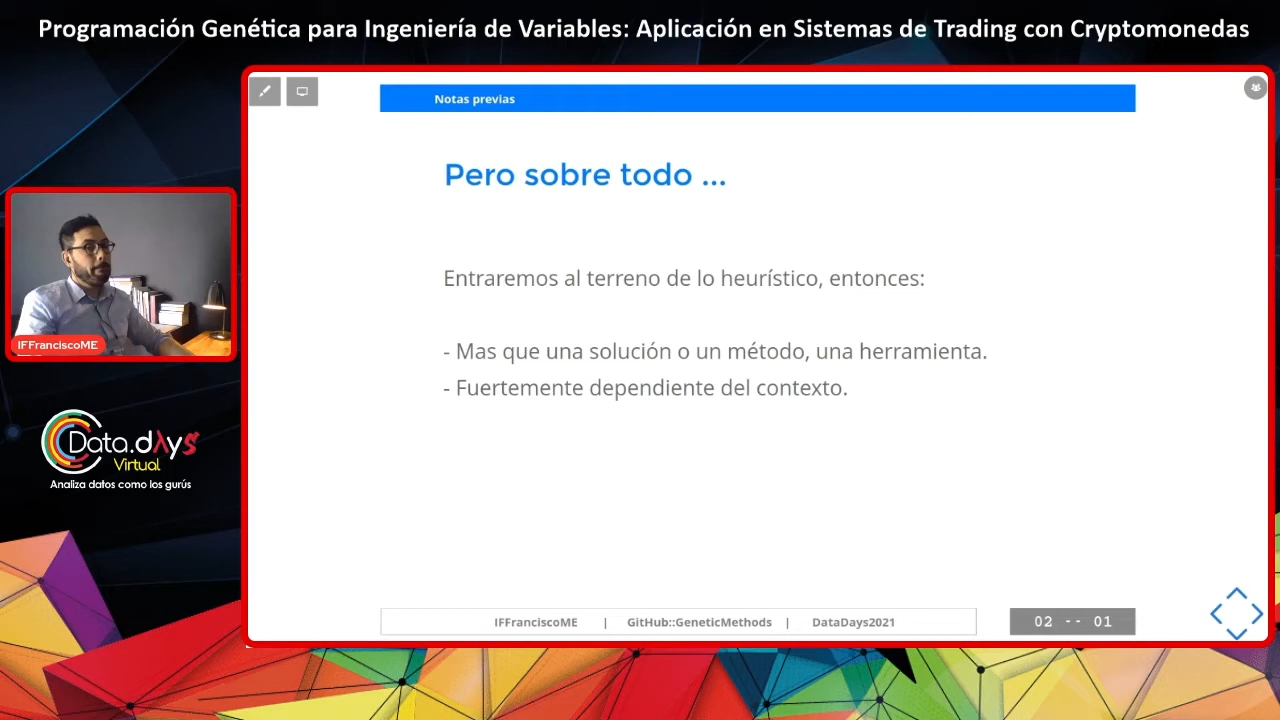 Programación Genética para Ingeniería de Variables: Aplicación en Sistemas de Trading con Cryptomonedas
Notas previas
Pero sobre todo ...
Entraremos al terreno de lo heurístico, entonces:
- Mas que una solución o un método, una herramienta.
- Fuertemente dependiente del contexto.
IFFranciscoME
Data.dλys
Virtual
Analiza datos como los gurús
IFFranciscoME | GitHub::GeneticMethods | DataDays2021
02 -- 01